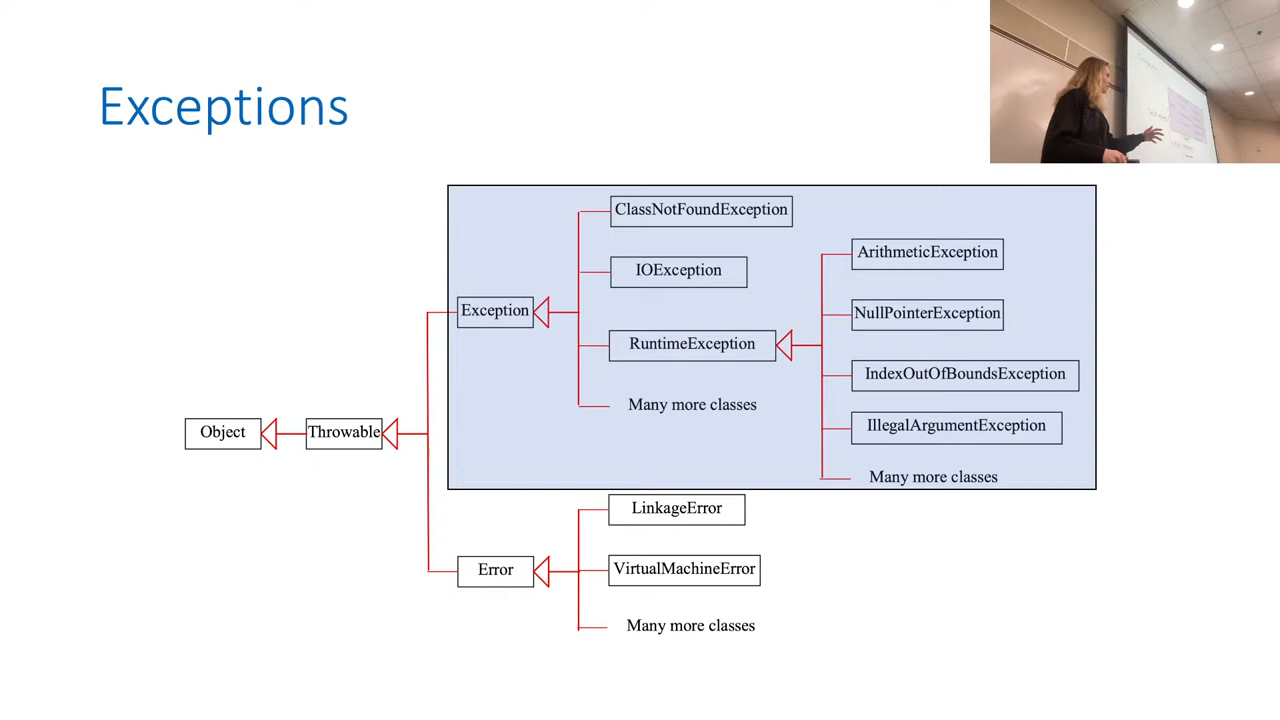 Exceptions
ClassNotFoundException
IOException
Exception
RuntimeException
Many more classes
ArithmeticException
NullPointerException
IndexOutOfBoundsException
IllegalArgumentException
Many more classes
Object
Throwable
LinkageError
Error
VirtualMachineError
Many more classes